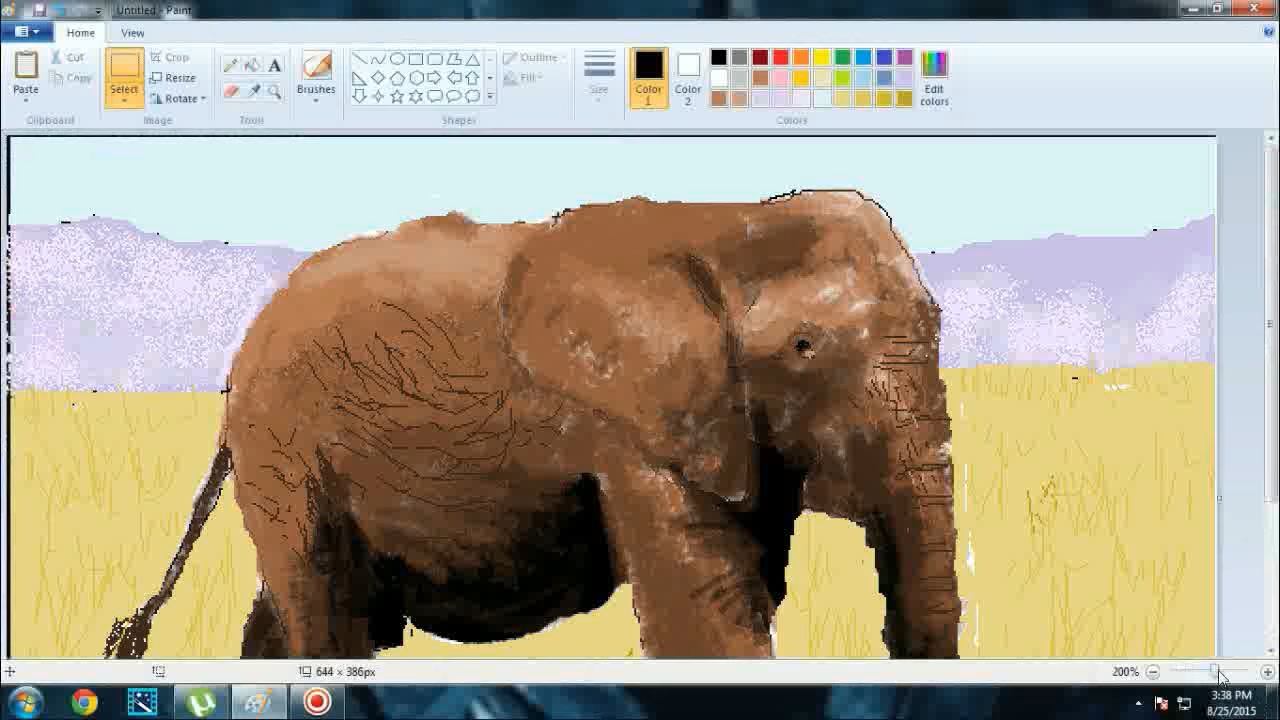 Untitled - Paint
Home View
Paste
Cut
Copy
Clipboard
Select
Crop
Resize
Rotate
Image
Tools
Brushes
Outline
Fill
Shapes
Size
Color
1
Color
2
Edit
colors
Colors
644 × 386px
200%
3:38 PM
8/25/2015